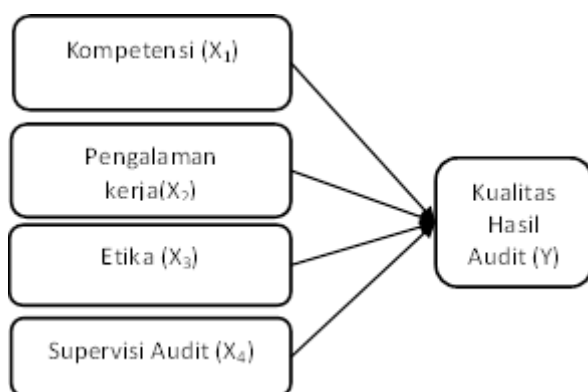 Kompetensi (X₁)
Pengalaman
kerja(X₂)
Etika (X₃)
Supervisi Audit (X₄)
Kualitas
Hasil
Audit (Y)